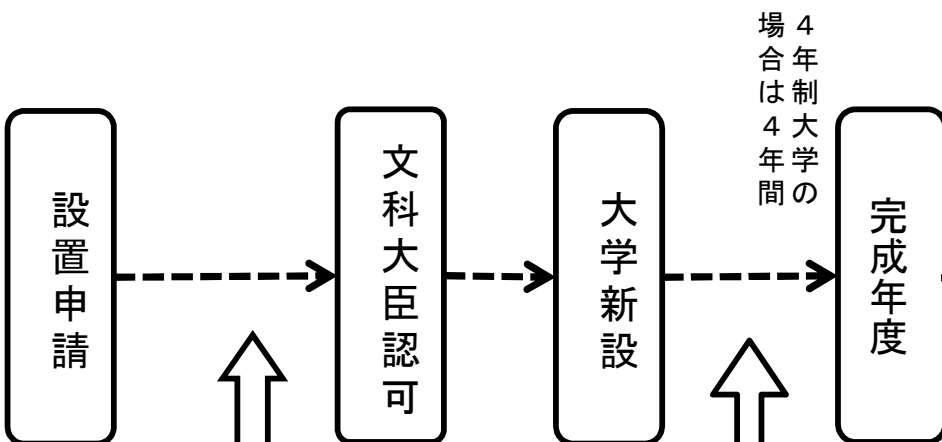 設置申請
文科大臣認可
大学新設
４年制大学の
場合は４年間
完成年度